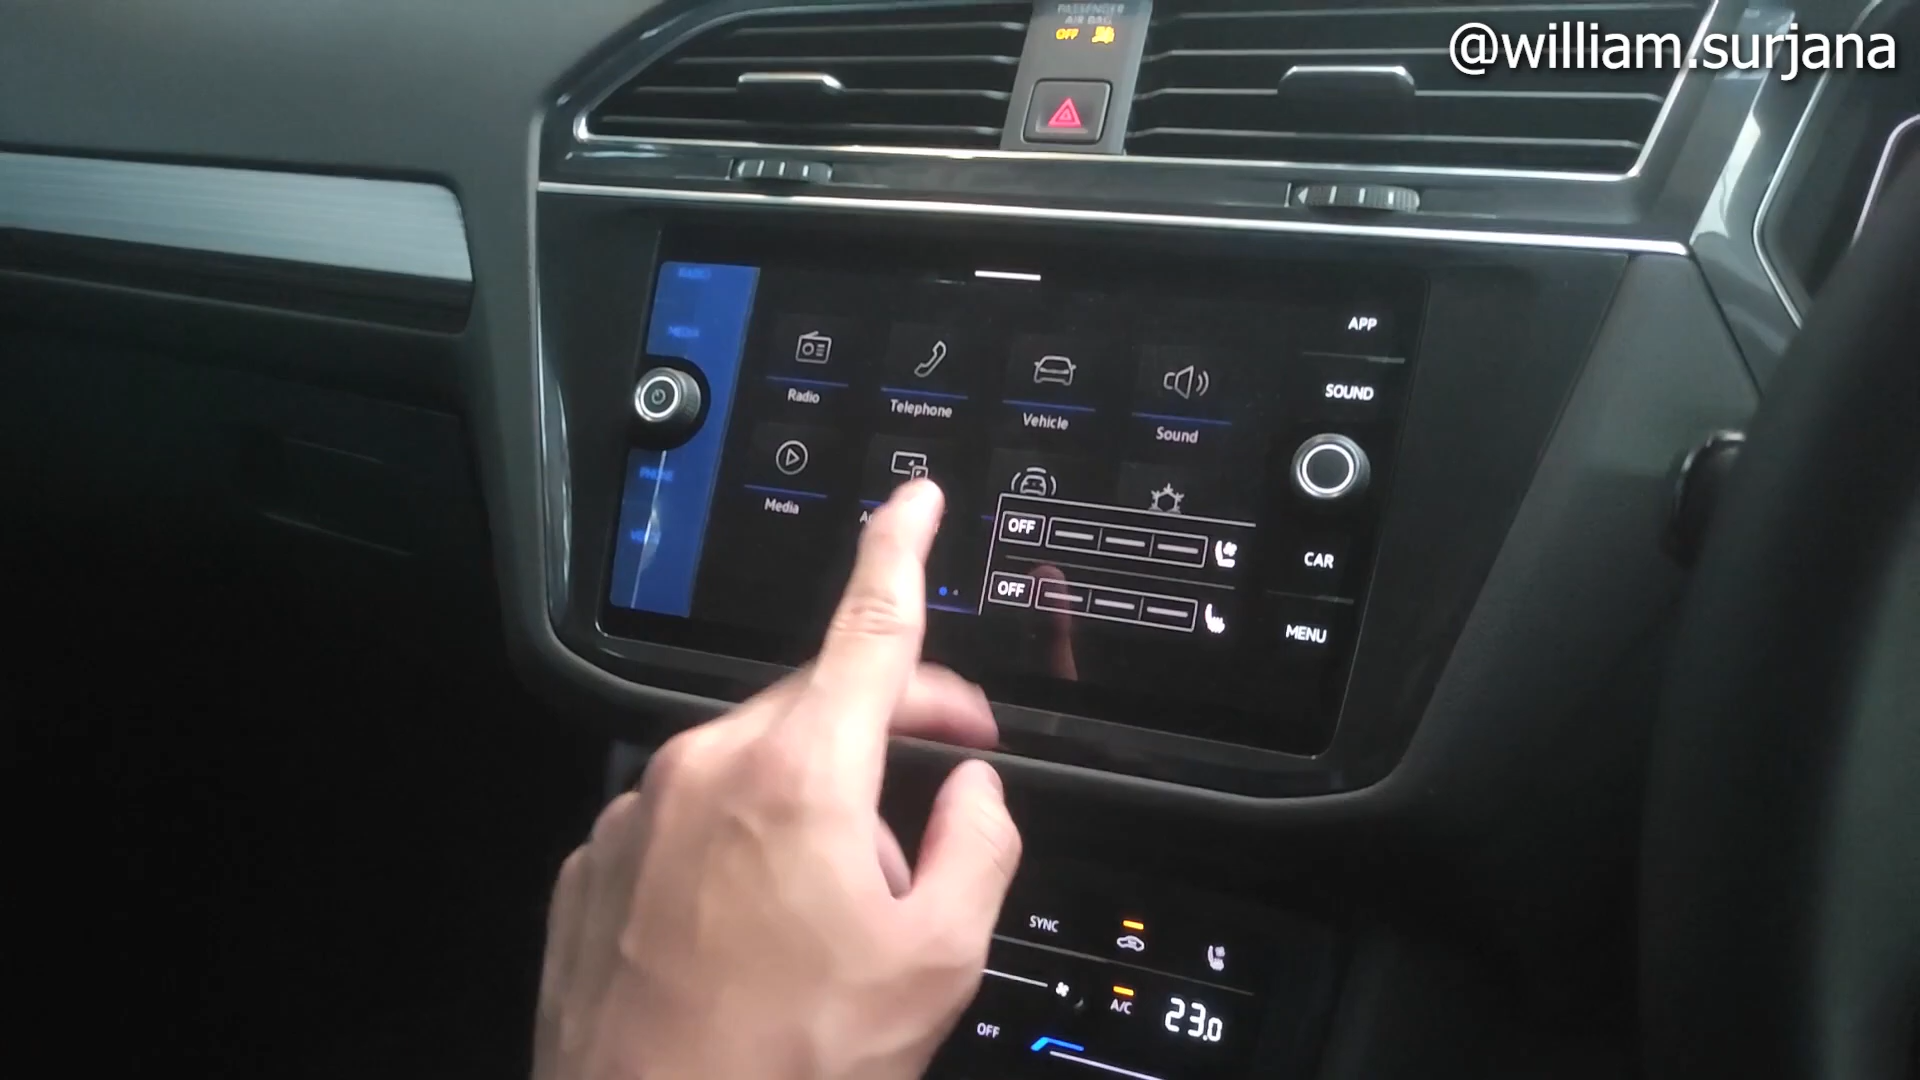 @william.surjana
PASSENGER
AIR BAG
OFF
RADIO
MEDIA
PHONE
APP
SOUND
CAR
MENU
Radio
Telephone
Vehicle
Sound
Media
OFF
OFF
SYNC
A/C
23.0
OFF